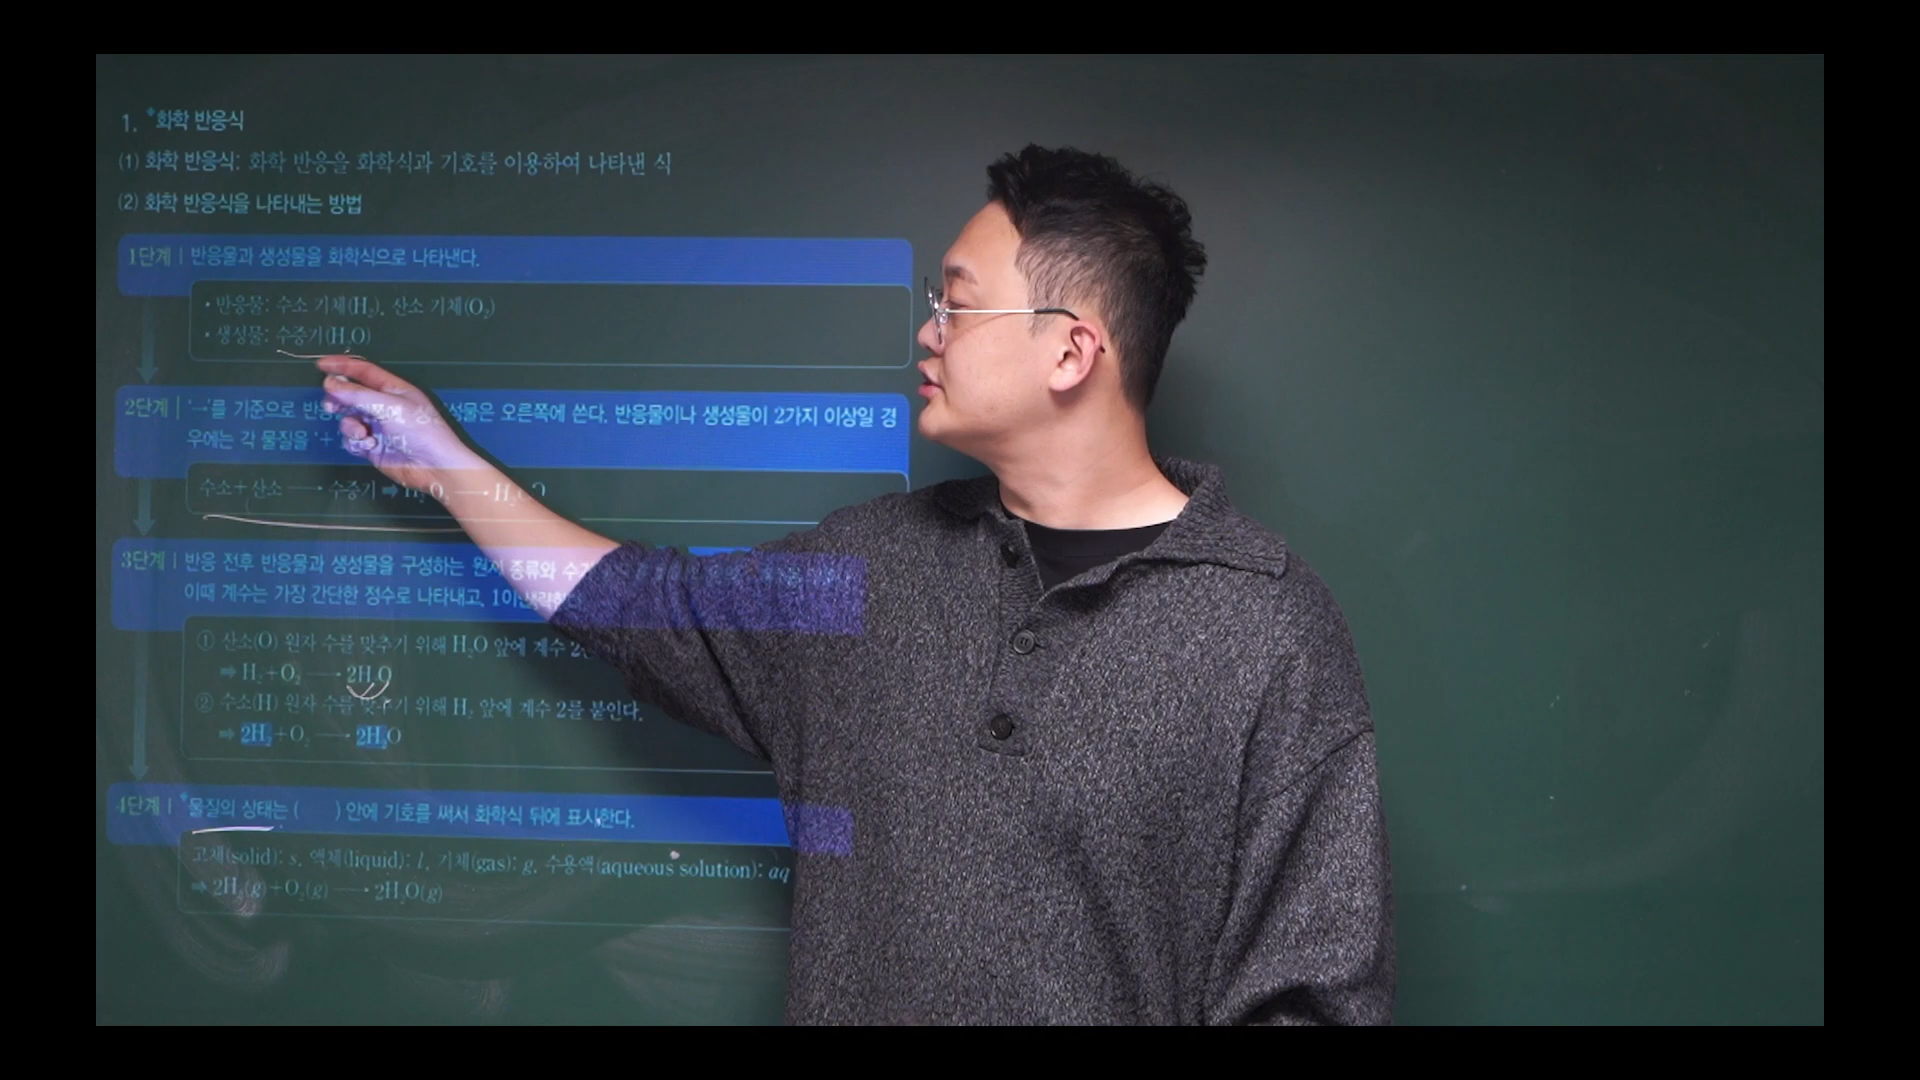 1. *화학 반응식
(1) 화학 반응식: 화학 반응을 화학식과 기호를 이용하여 나타낸 식
(2) 화학 반응식을 나타내는 방법
1단계 | 반응물과 생성물을 화학식으로 나타낸다.
• 반응물: 수소 기체(H₂), 산소 기체(O₂)
• 생성물: 수증기(H₂O)
2단계 | '→'를 기준으로 오른쪽에 쓴다. 반응물이나 생성물이 2가지 이상일 경
우에는 각 물질을 '+'
수소+산소 → 수증기 ➡
3단계 | 반응 전후 반응물과 생성물을 구성하는 원자 종류와
이때 계수는 가장 간단한 정수로 나타내고, 1이면
① 산소(O) 원자 수를 맞추기 위해 H₂O 앞에 계수 2를
➡ H₂+O₂ → 2H₂O
② 수소(H) 원자 수를 맞추기 위해 H₂ 앞에 계수 2를 붙인다.
➡ 2H₂+O₂ → 2H₂O
4단계 | *물질의 상태는 ( ) 안에 기호를 써서 화학식 뒤에 표시한다.
고체(solid): s, 액체(liquid): l, 기체(gas): g, 수용액(aqueous solution): aq
➡ 2H₂(g)+O₂(g) → 2H₂O(g)